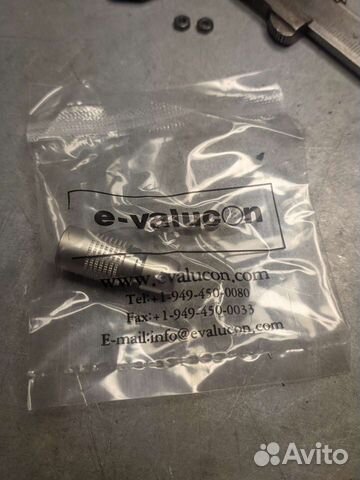 e-valucon
www.evalucon.com
Tel:+1-949-450-0080
Fax:+1-949-450-0033
E-mail:info@evalucon.com
Avito